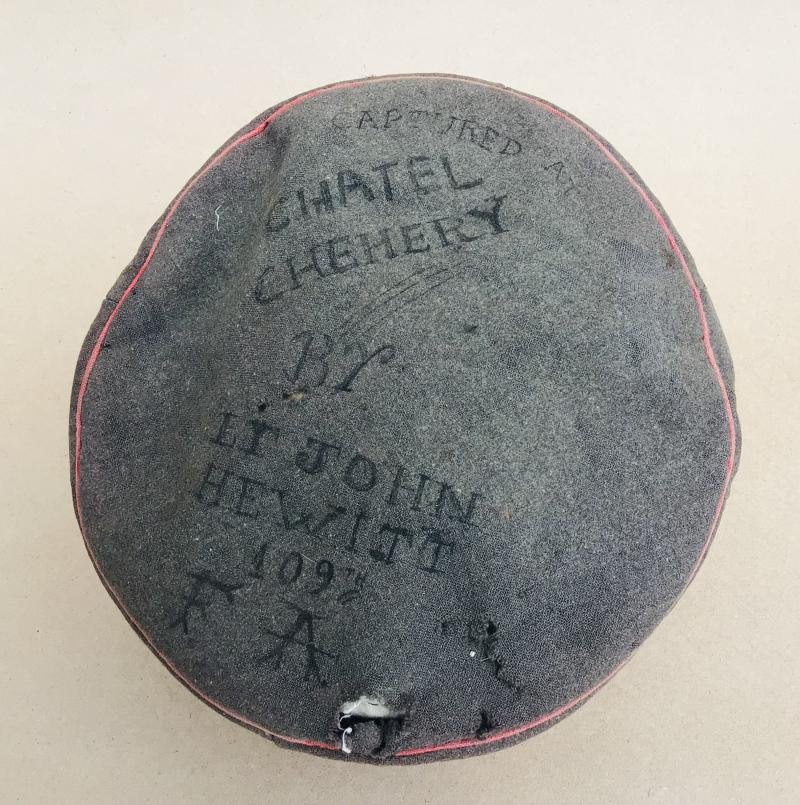 CAPTURED AT
CHATEL
CHEHERY
BY
LT JOHN
HEWITT
109TH
F A